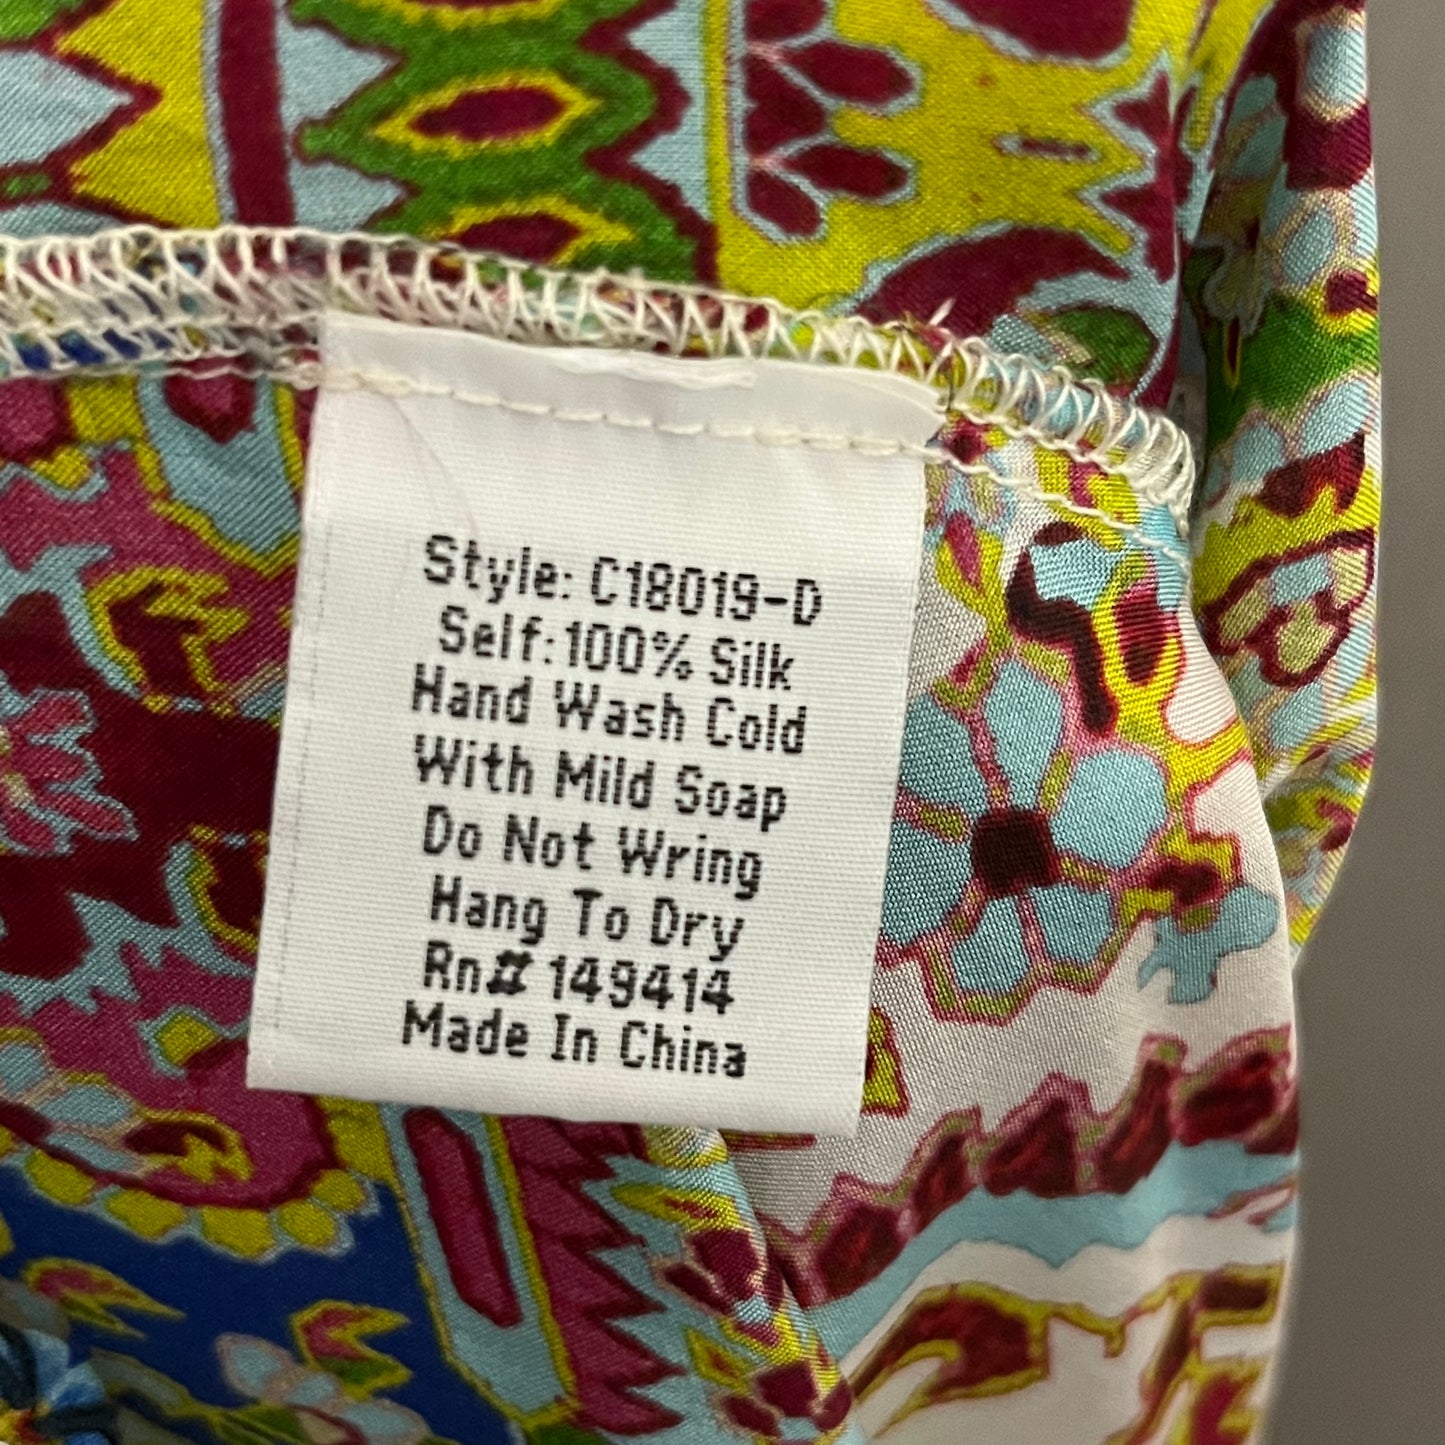 Style: C18019-D
Self: 100% Silk
Hand Wash Cold
With Mild Soap
Do Not Wring
Hang To Dry
Rn# 149414
Made In China